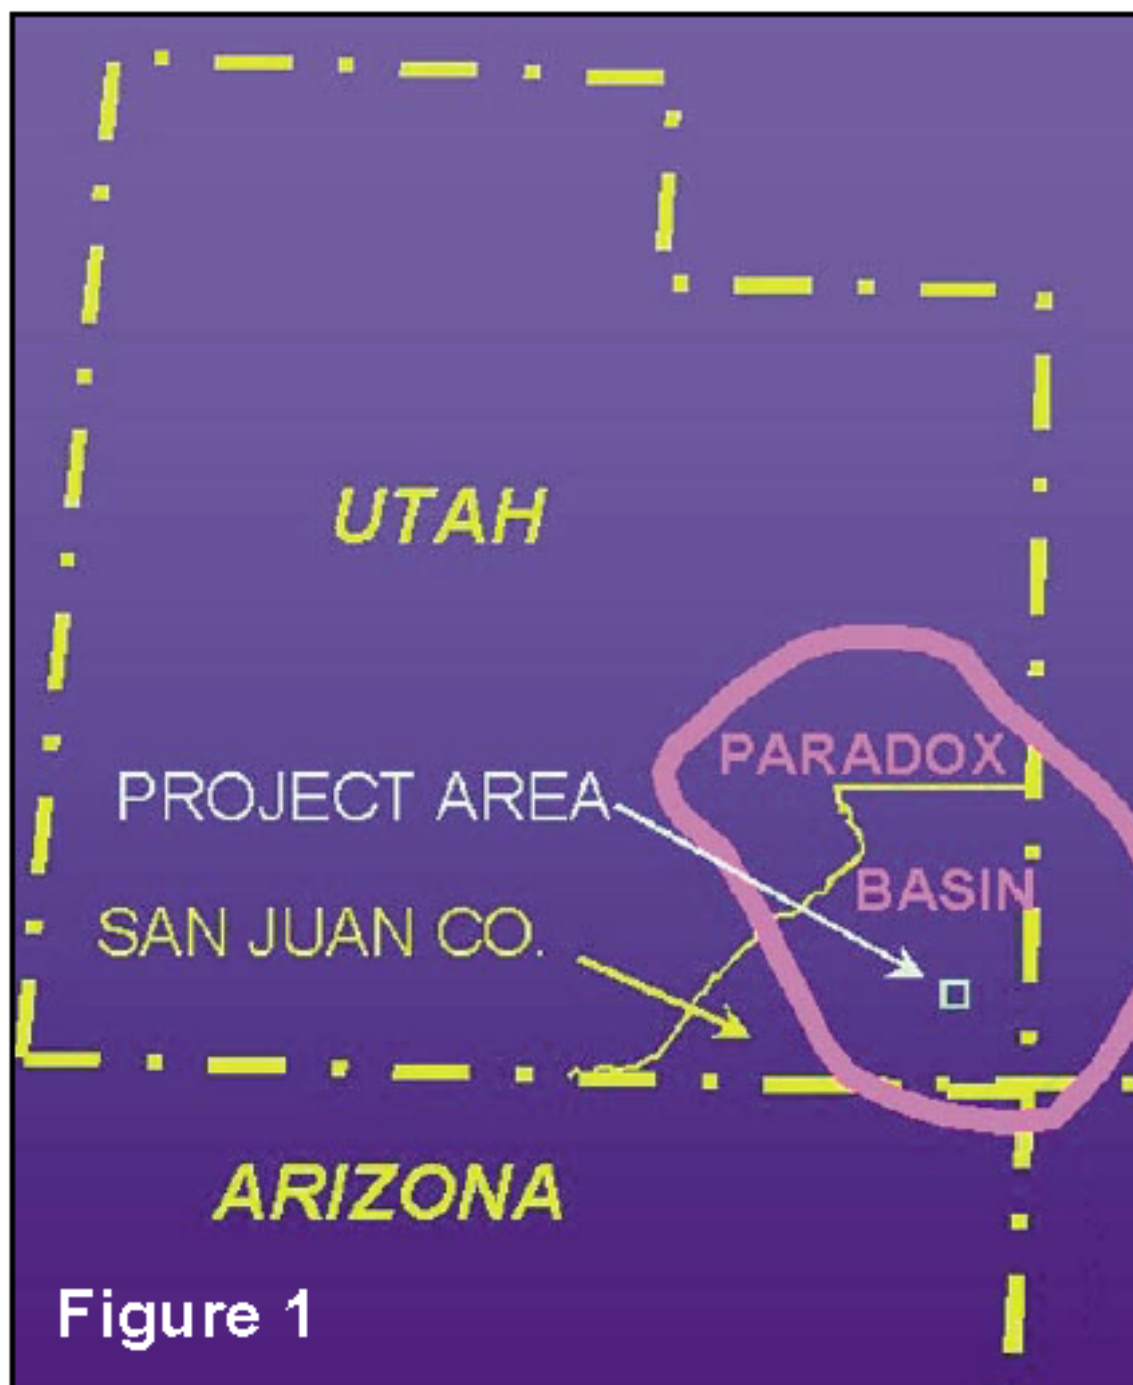 UTAH
PARADOX
PROJECT AREA
BASIN
SAN JUAN CO.
ARIZONA
Figure 1